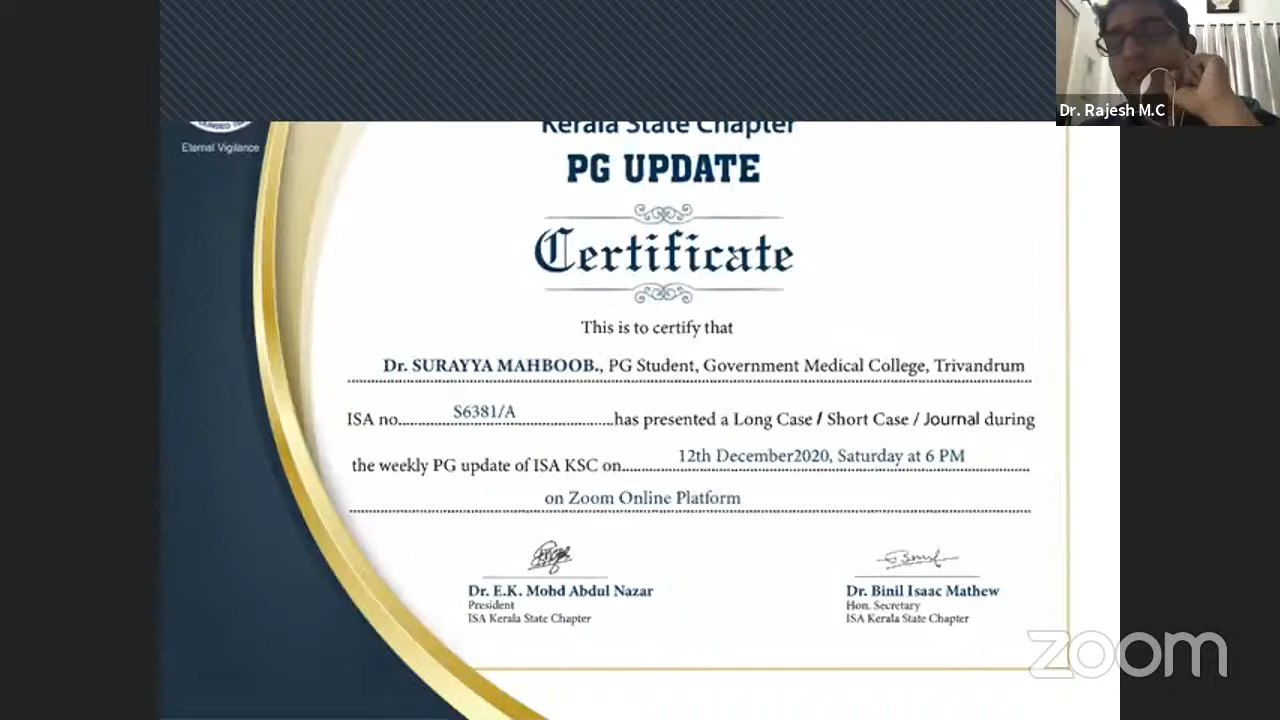 Dr. Rajesh M.C
Eternal Vigilance
Kerala State Chapter
PG UPDATE
Certificate
This is to certify that
Dr. SURAYYA MAHBOOB., PG Student, Government Medical College, Trivandrum
ISA no. S6381/A has presented a Long Case / Short Case / Journal during
the weekly PG update of ISA KSC on 12th December2020, Saturday at 6 PM
on Zoom Online Platform
Dr. E.K. Mohd Abdul Nazar
President
ISA Kerala State Chapter
Dr. Binil Isaac Mathew
Hon. Secretary
ISA Kerala State Chapter
zoom